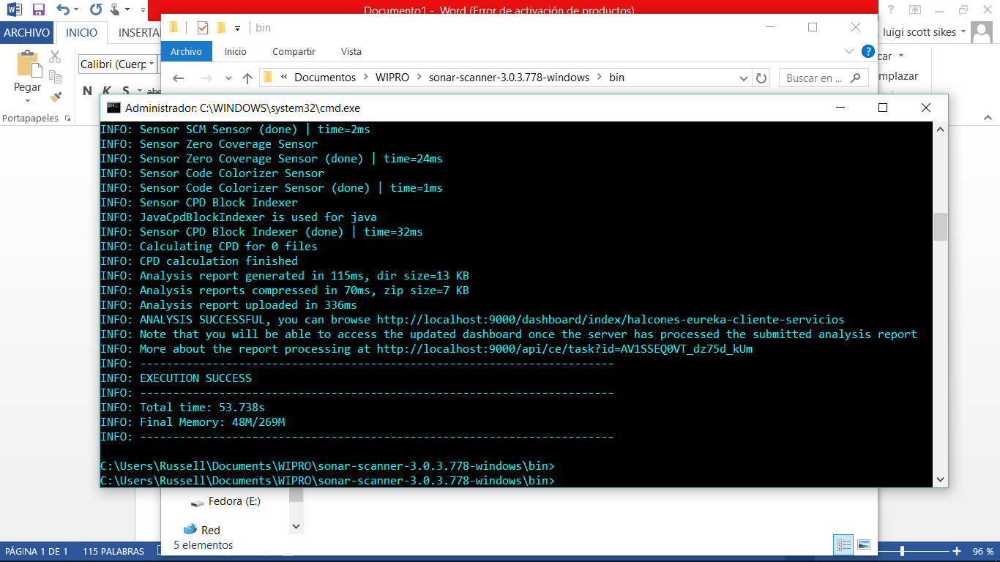 Documento1 - Word (Error de activación de productos)
ARCHIVO
INICIO
luigi scott sikes
bin
Archivo
Inicio
Compartir
Vista
Calibri (Cuerp
Pegar
N K S abc
Portapapeles
« Documentos > WIPRO > sonar-scanner-3.0.3.778-windows > bin
Buscar en ...
Administrador: C:\WINDOWS\system32\cmd.exe
INFO: Sensor SCM Sensor (done) | time=2ms
INFO: Sensor Zero Coverage Sensor
INFO: Sensor Zero Coverage Sensor (done) | time=24ms
INFO: Sensor Code Colorizer Sensor
INFO: Sensor Code Colorizer Sensor (done) | time=1ms
INFO: Sensor CPD Block Indexer
INFO: JavaCpdBlockIndexer is used for java
INFO: Sensor CPD Block Indexer (done) | time=32ms
INFO: Calculating CPD for 0 files
INFO: CPD calculation finished
INFO: Analysis report generated in 115ms, dir size=13 KB
INFO: Analysis reports compressed in 70ms, zip size=7 KB
INFO: Analysis report uploaded in 336ms
INFO: ANALYSIS SUCCESSFUL, you can browse http://localhost:9000/dashboard/index/halcones-eureka-cliente-servicios
INFO: Note that you will be able to access the updated dashboard once the server has processed the submitted analysis report
INFO: More about the report processing at http://localhost:9000/api/ce/task?id=AV1SSEQ0VT_dz75d_kUm
INFO: ------------------------------------------------------------------------
INFO: EXECUTION SUCCESS
INFO: ------------------------------------------------------------------------
INFO: Total time: 53.738s
INFO: Final Memory: 48M/269M
INFO: ------------------------------------------------------------------------
C:\Users\Russell\Documents\WIPRO\sonar-scanner-3.0.3.778-windows\bin>
C:\Users\Russell\Documents\WIPRO\sonar-scanner-3.0.3.778-windows\bin>
Fedora (E:)
Red
5 elementos
PÁGINA 1 DE 1
115 PALABRAS
96 %